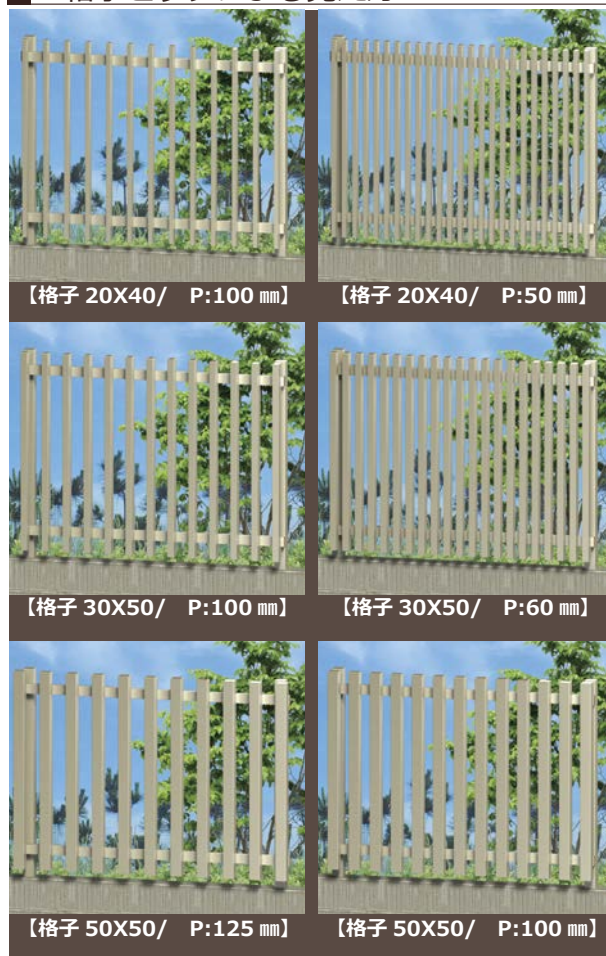 【格子 20X40/　P:100 ㎜】
【格子 20X40/　P:50 ㎜】
【格子 30X50/　P:100 ㎜】
【格子 30X50/　P:60 ㎜】
【格子 50X50/　P:125 ㎜】
【格子 50X50/　P:100 ㎜】